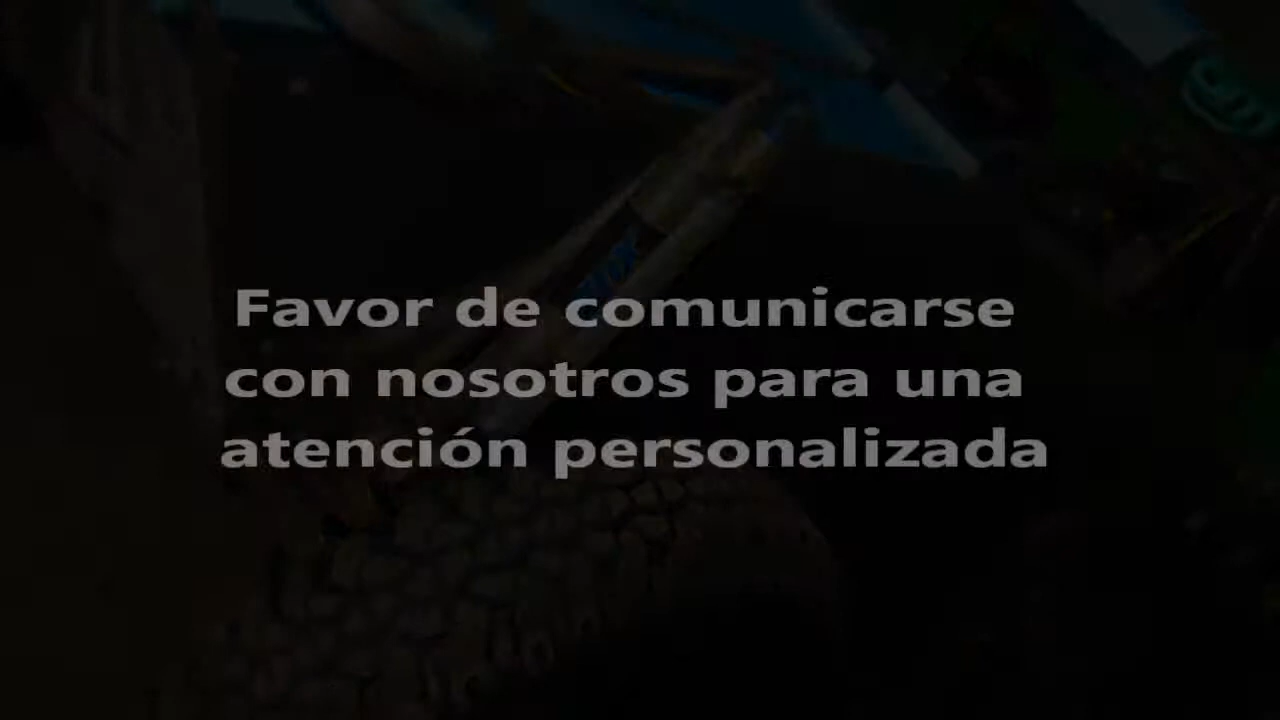 Favor de comunicarse
con nosotros para una
atención personalizada